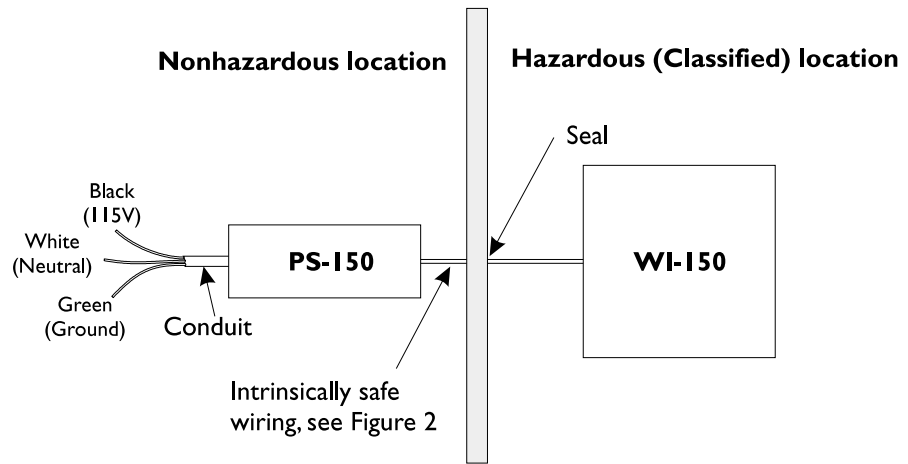 Nonhazardous location
Hazardous (Classified) location
Seal
Black
(115V)
White
(Neutral)
Green
(Ground)
PS-150
WI-150
Conduit
Intrinsically safe
wiring, see Figure 2